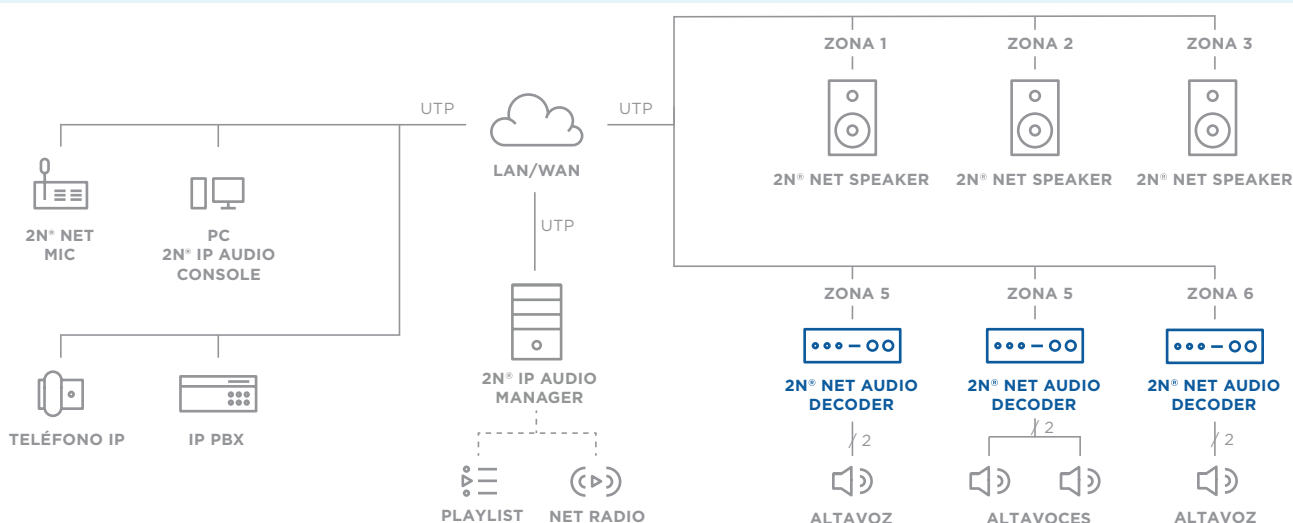 ZONA 1
ZONA 2
ZONA 3
UTP
UTP
LAN/WAN
2N® NET SPEAKER
2N® NET SPEAKER
2N® NET SPEAKER
2N® NET
MIC
PC
2N® IP AUDIO
CONSOLE
UTP
ZONA 5
ZONA 5
ZONA 6
2N® IP AUDIO
MANAGER
2N® NET AUDIO
DECODER
2N® NET AUDIO
DECODER
2N® NET AUDIO
DECODER
TELÉFONO IP
IP PBX
/ 2
/ 2
/ 2
PLAYLIST
NET RADIO
ALTAVOZ
ALTAVOCES
ALTAVOZ